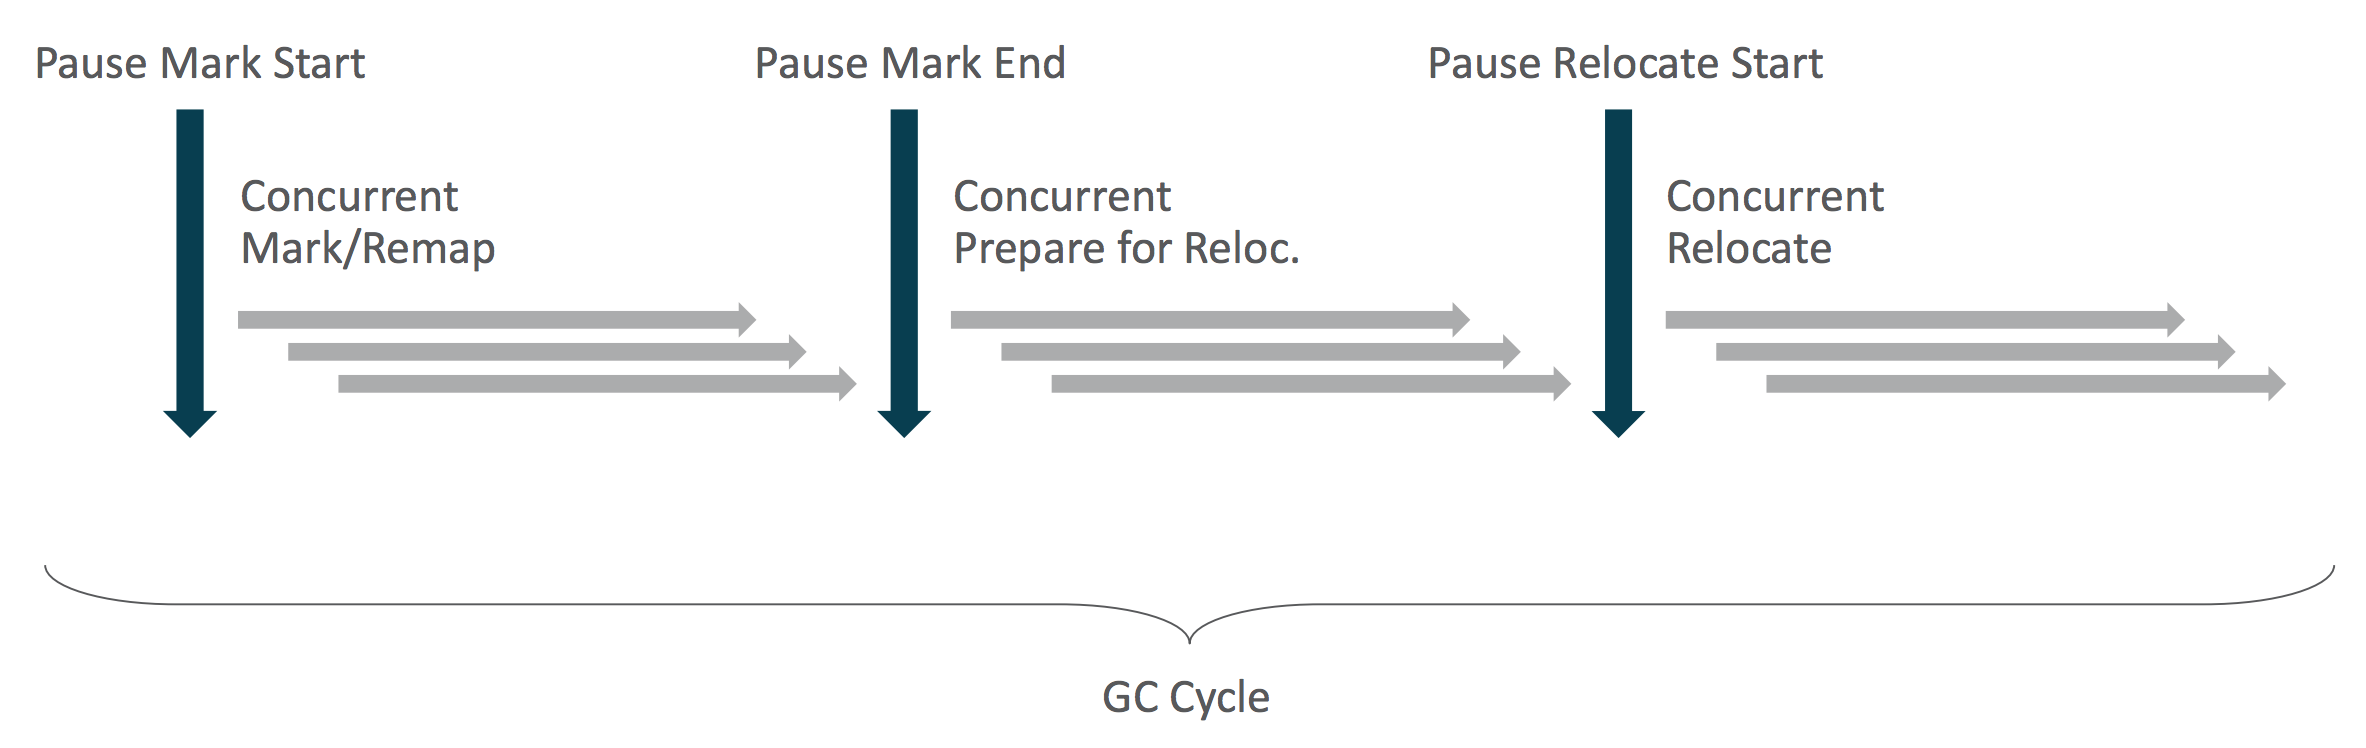 Pause Mark Start
Pause Mark End
Pause Relocate Start
Concurrent
Mark/Remap
Concurrent
Prepare for Reloc.
Concurrent
Relocate
GC Cycle